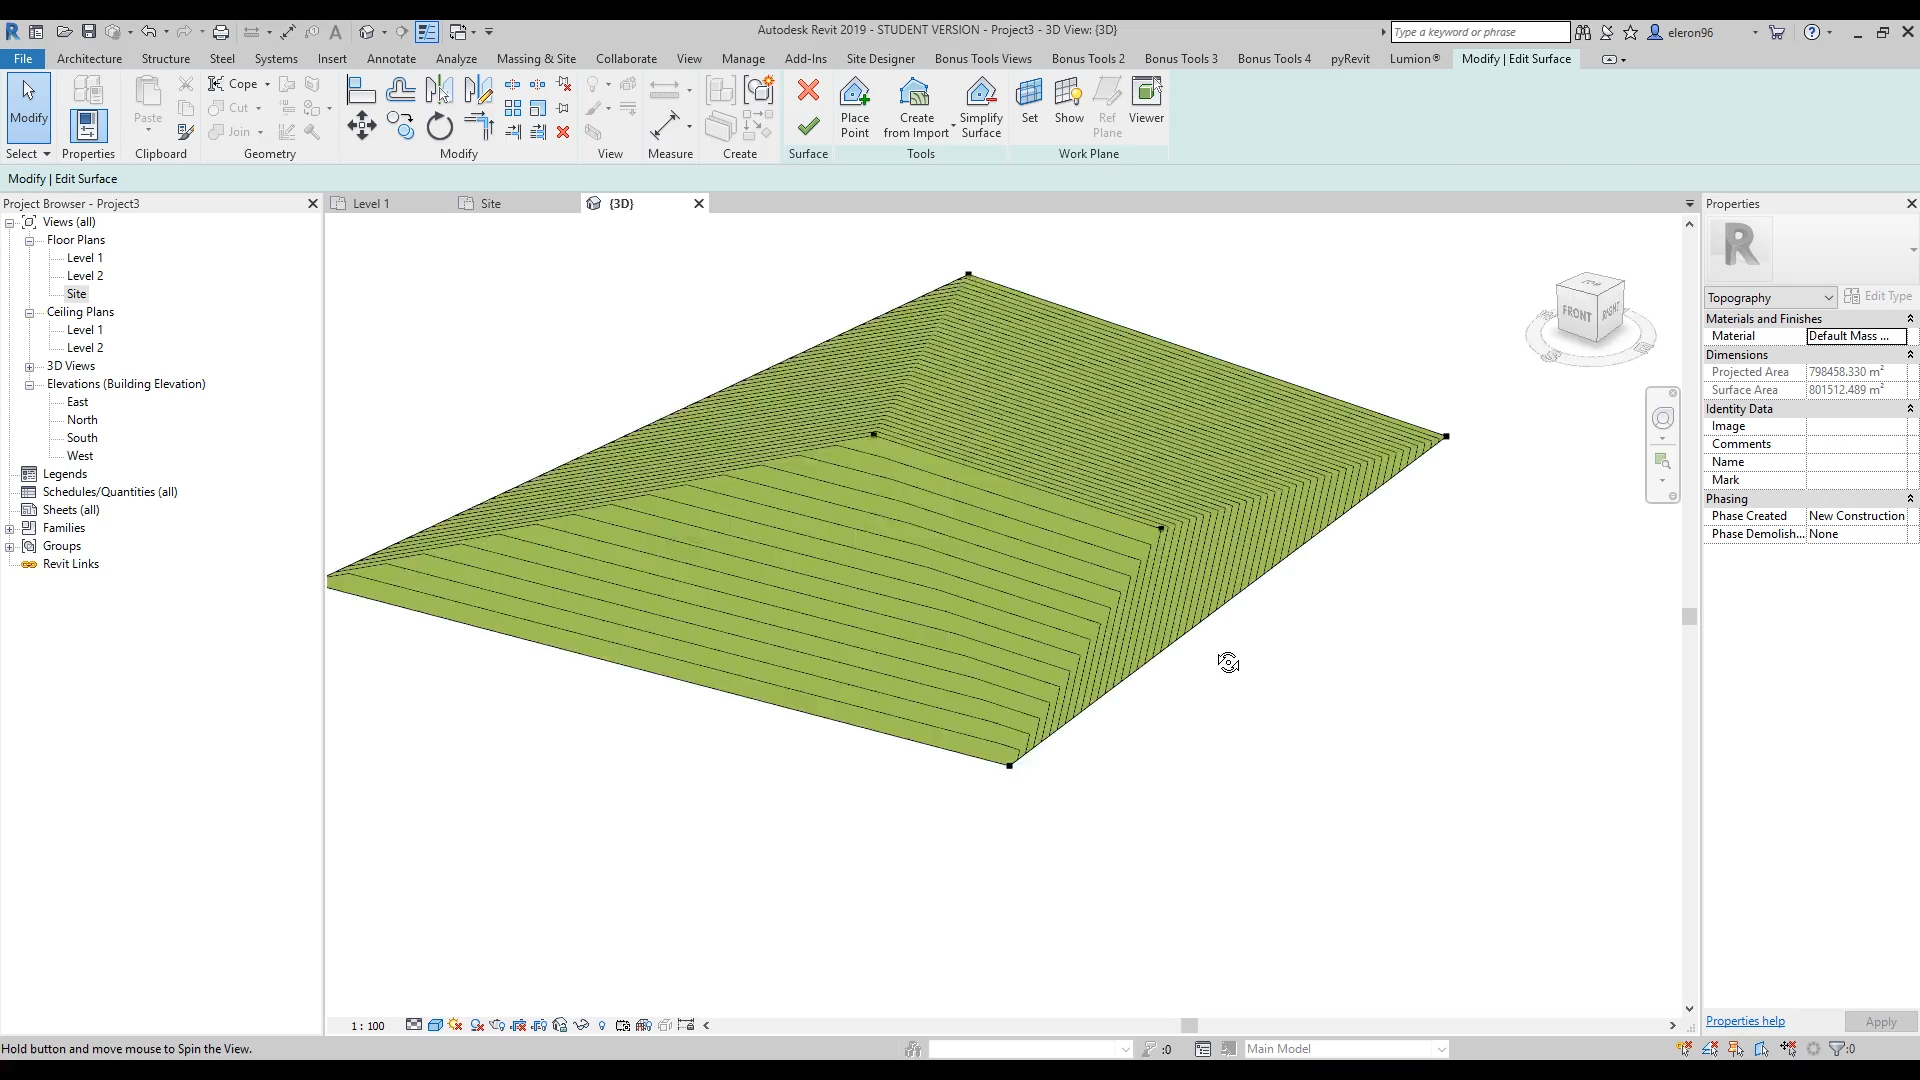 Autodesk Revit 2019 - STUDENT VERSION - Project3 - 3D View: {3D}
Type a keyword or phrase
eleron96
File Architecture Structure Steel Systems Insert Annotate Analyze Massing & Site Collaborate View Manage Add-Ins Site Designer Bonus Tools Views Bonus Tools 2 Bonus Tools 3 Bonus Tools 4 pyRevit Lumion® Modify | Edit Surface
Modify
Paste
Cope
Cut
Join
Place Point
Create from Import
Simplify Surface
Set
Show
Ref Plane
Viewer
Select Properties Clipboard Geometry Modify View Measure Create Surface Tools Work Plane
Modify | Edit Surface
Project Browser - Project3
Views (all)
Floor Plans
Level 1
Level 2
Site
Ceiling Plans
Level 1
Level 2
3D Views
Elevations (Building Elevation)
East
North
South
West
Legends
Schedules/Quantities (all)
Sheets (all)
Families
Groups
Revit Links
Level 1
Site
{3D}
FRONT
RIGHT
Properties
R
Topography
Edit Type
Materials and Finishes
Material Default Mass ...
Dimensions
Projected Area 798458.330 m²
Surface Area 801512.489 m²
Identity Data
Image
Comments
Name
Mark
Phasing
Phase Created New Construction
Phase Demolish... None
Properties help
Apply
1 : 100
Hold button and move mouse to Spin the View.
:0
Main Model
:0